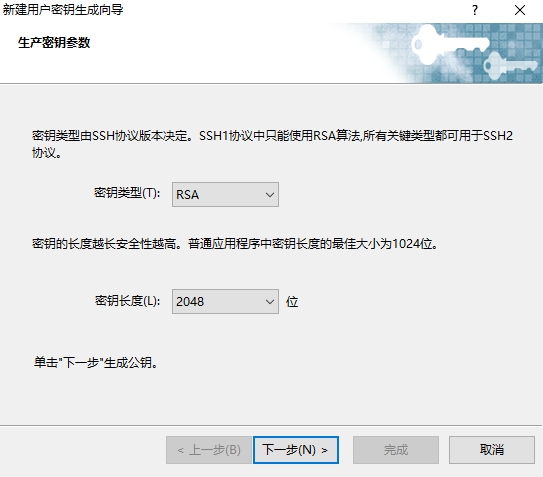 新建用户密钥生成向导
?
生产密钥参数
密钥类型由SSH协议版本决定。SSH1协议中只能使用RSA算法,所有关键类型都可用于SSH2
协议。
密钥类型(T): RSA
密钥的长度越长安全性越高。普通应用程序中密钥长度的最佳大小为1024位。
密钥长度(L): 2048 位
单击"下一步"生成公钥。
< 上一步(B) 下一步(N) > 完成 取消